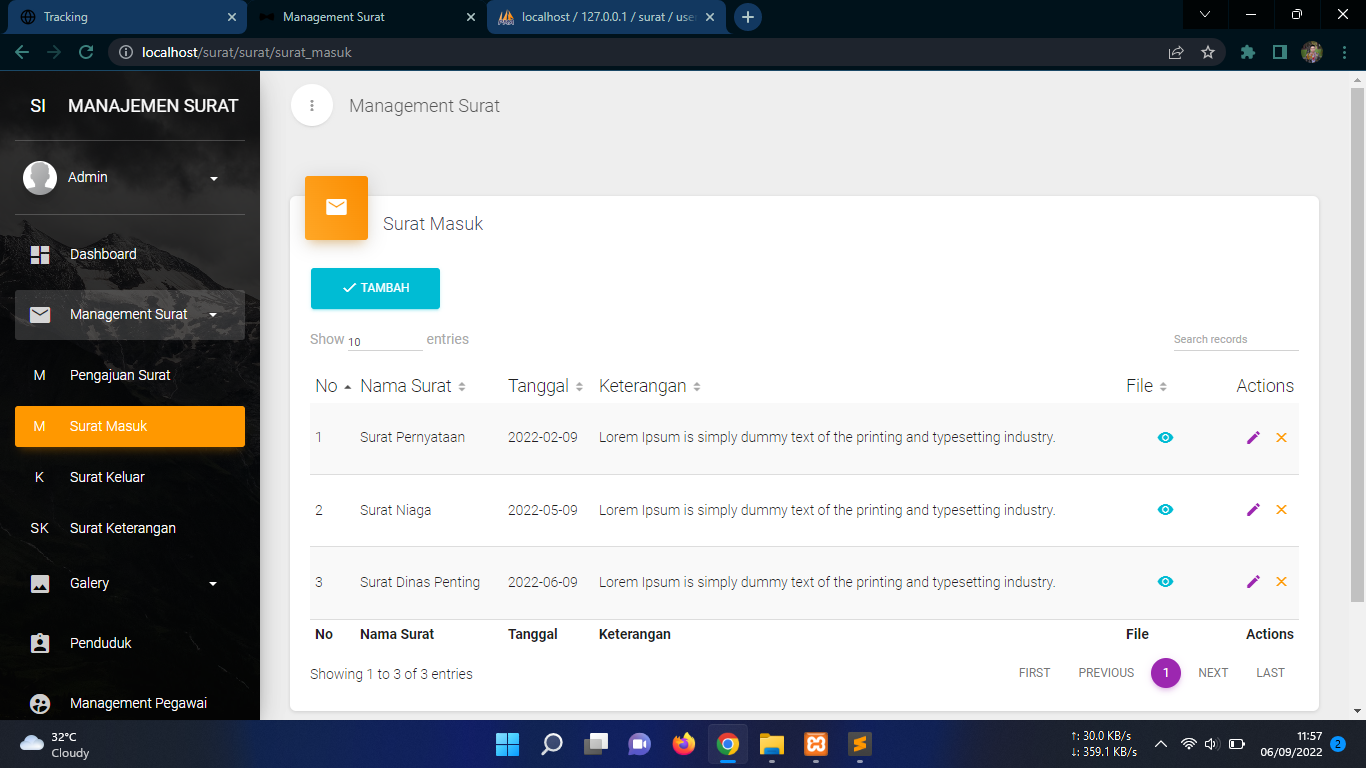 Tracking
Management Surat
localhost / 127.0.0.1 / surat / use
localhost/surat/surat/surat_masuk
SI MANAJEMEN SURAT
Admin
Dashboard
Management Surat
M Pengajuan Surat
M Surat Masuk
K Surat Keluar
SK Surat Keterangan
Galery
Penduduk
Management Pegawai
Management Surat
Surat Masuk
TAMBAH
Show 10 entries
Search records
No Nama Surat Tanggal Keterangan File Actions
1 Surat Pernyataan 2022-02-09 Lorem Ipsum is simply dummy text of the printing and typesetting industry.
2 Surat Niaga 2022-05-09 Lorem Ipsum is simply dummy text of the printing and typesetting industry.
3 Surat Dinas Penting 2022-06-09 Lorem Ipsum is simply dummy text of the printing and typesetting industry.
No Nama Surat Tanggal Keterangan File Actions
Showing 1 to 3 of 3 entries
FIRST PREVIOUS 1 NEXT LAST
32°C
Cloudy
↑: 30.0 KB/s
↓: 359.1 KB/s
11:57
06/09/2022
2